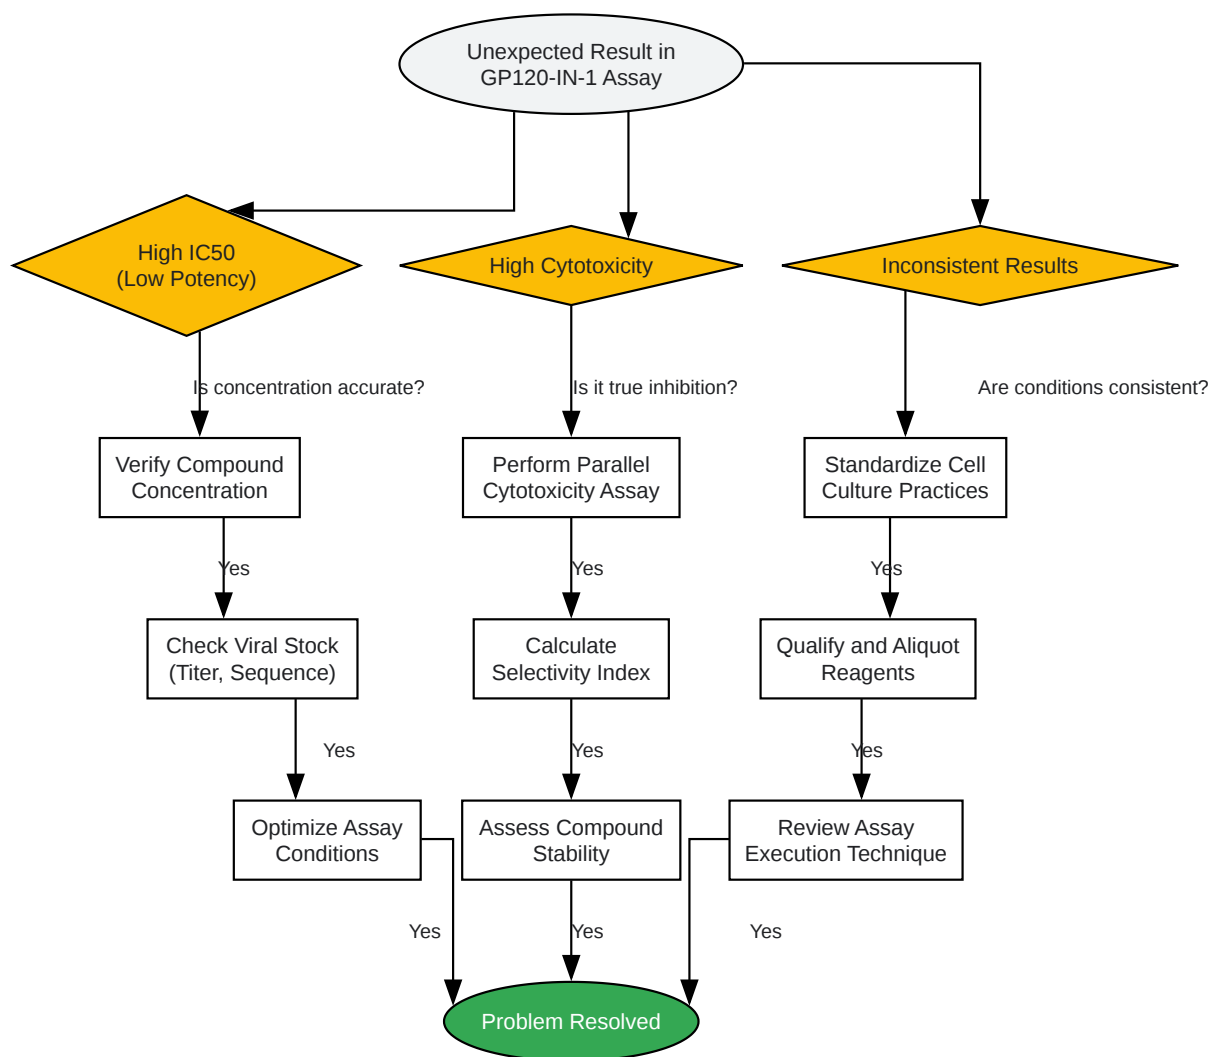 Unexpected Result in
GP120-IN-1 Assay
High IC50
(Low Potency)
High Cytotoxicity
Inconsistent Results
Is concentration accurate?
Is it true inhibition?
Are conditions consistent?
Verify Compound
Concentration
Perform Parallel
Cytotoxicity Assay
Standardize Cell
Culture Practices
Yes
Yes
Yes
Check Viral Stock
(Titer, Sequence)
Calculate
Selectivity Index
Qualify and Aliquot
Reagents
Yes
Yes
Yes
Optimize Assay
Conditions
Assess Compound
Stability
Review Assay
Execution Technique
Yes
Yes
Yes
Problem Resolved